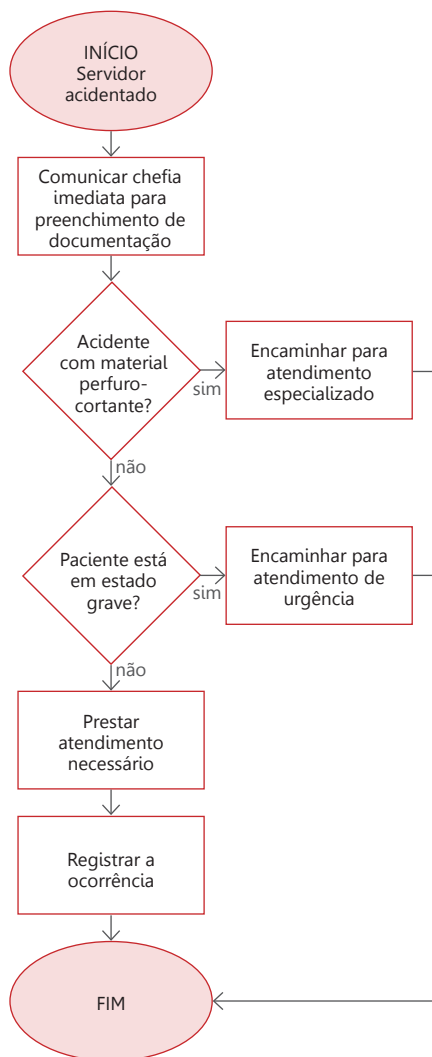 INÍCIO
Servidor
acidentado
Comunicar chefia
imediata para
preenchimento de
documentação
Acidente
com material
perfuro-
cortante?
sim
Encaminhar para
atendimento
especializado
não
Paciente está
em estado
grave?
sim
Encaminhar para
atendimento de
urgência
não
Prestar
atendimento
necessário
Registrar a
ocorrência
FIM